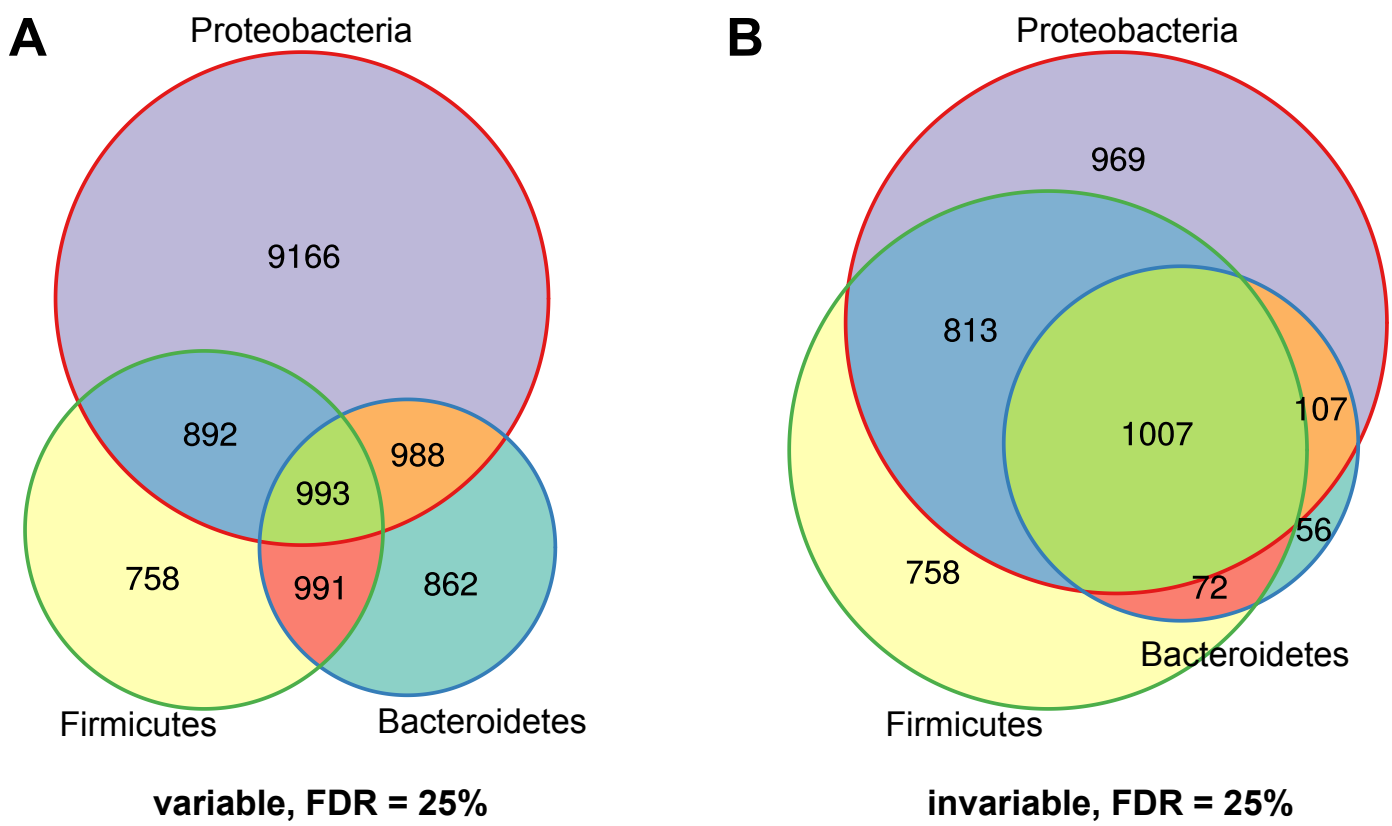 A
Proteobacteria
9166
892
988
993
758
991
862
Firmicutes
Bacteroidetes
variable, FDR = 25%
B
Proteobacteria
969
813
107
1007
56
758
72
Bacteroidetes
Firmicutes
invariable, FDR = 25%